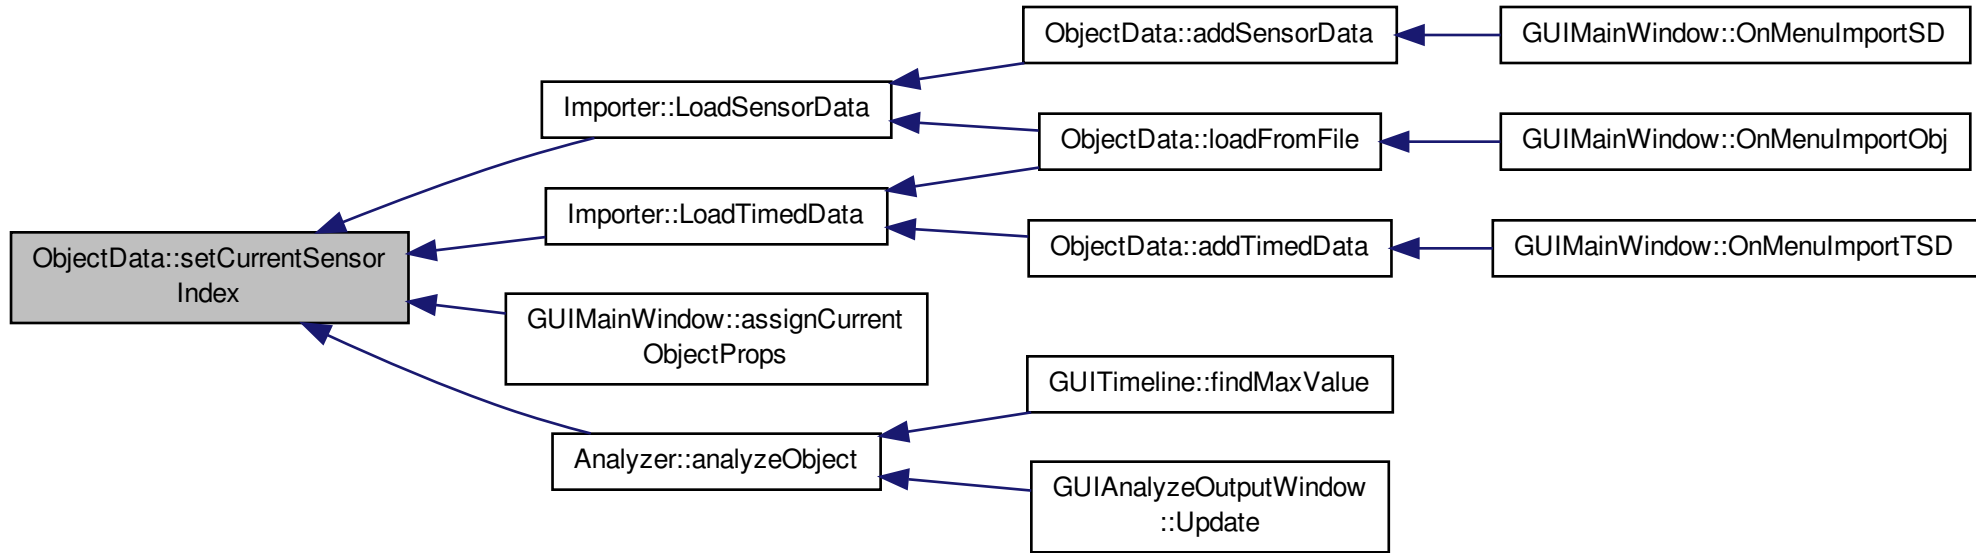 ObjectData::addSensorData
GUIMainWindow::OnMenuImportSD
Importer::LoadSensorData
ObjectData::loadFromFile
GUIMainWindow::OnMenuImportObj
Importer::LoadTimedData
ObjectData::addTimedData
GUIMainWindow::OnMenuImportTSD
ObjectData::setCurrentSensor
Index
GUIMainWindow::assignCurrent
ObjectProps
GUITimeline::findMaxValue
Analyzer::analyzeObject
GUIAnalyzeOutputWindow
::Update